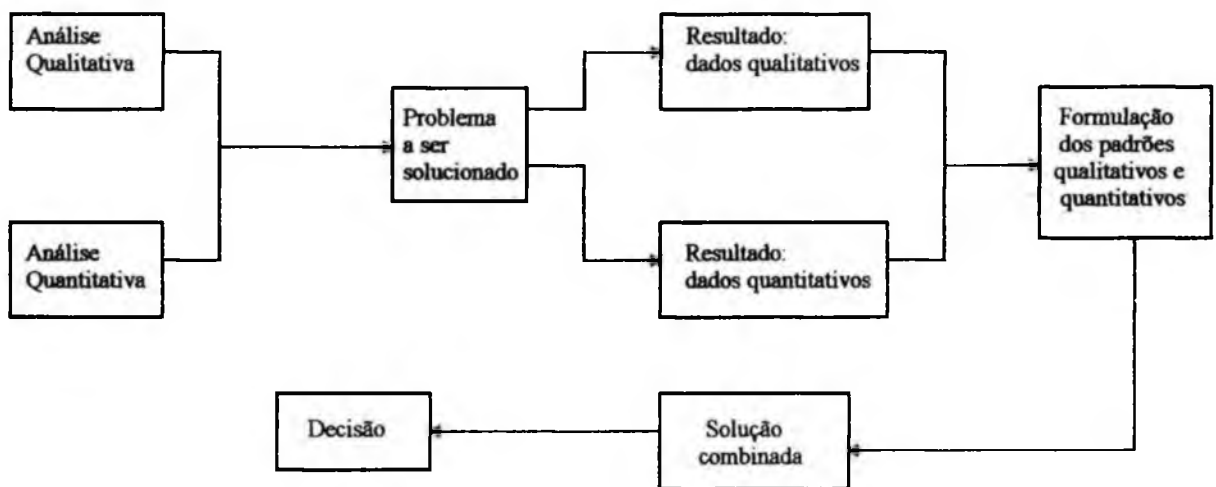 Análise
Qualitativa
Análise
Quantitativa
Problema
a ser
solucionado
Resultado:
dados qualitativos
Resultado:
dados quantitativos
Formulação
dos padrões
qualitativos e
quantitativos
Solução
combinada
Decisão